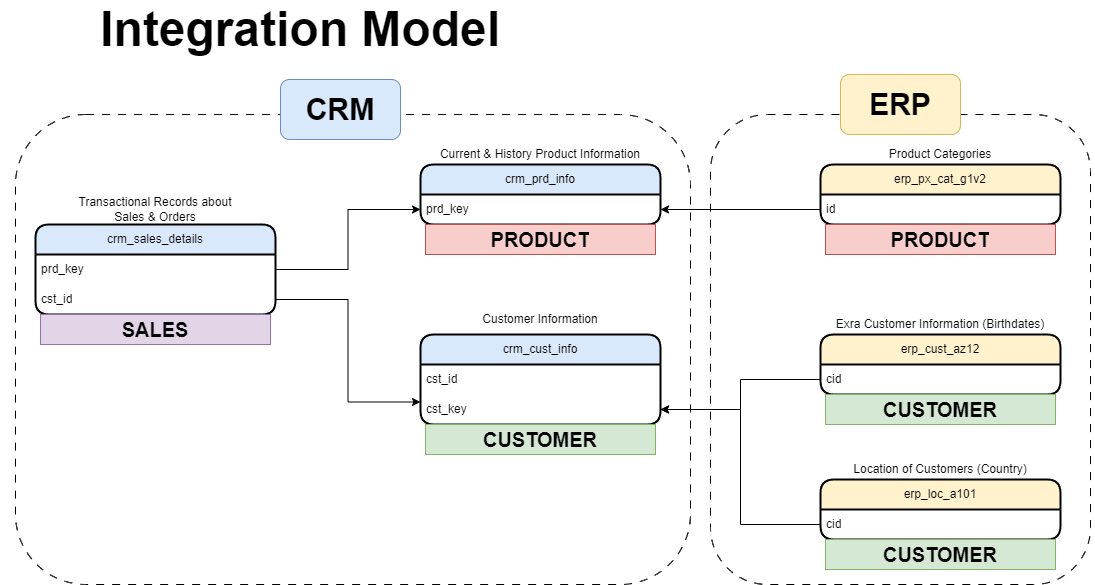 Integration Model
CRM
ERP
Transactional Records about
Sales & Orders
crm_sales_details
prd_key
cst_id
SALES
Current & History Product Information
crm_prd_info
prd_key
PRODUCT
Customer Information
crm_cust_info
cst_id
cst_key
CUSTOMER
Product Categories
erp_px_cat_g1v2
id
PRODUCT
Exra Customer Information (Birthdates)
erp_cust_az12
cid
CUSTOMER
Location of Customers (Country)
erp_loc_a101
cid
CUSTOMER